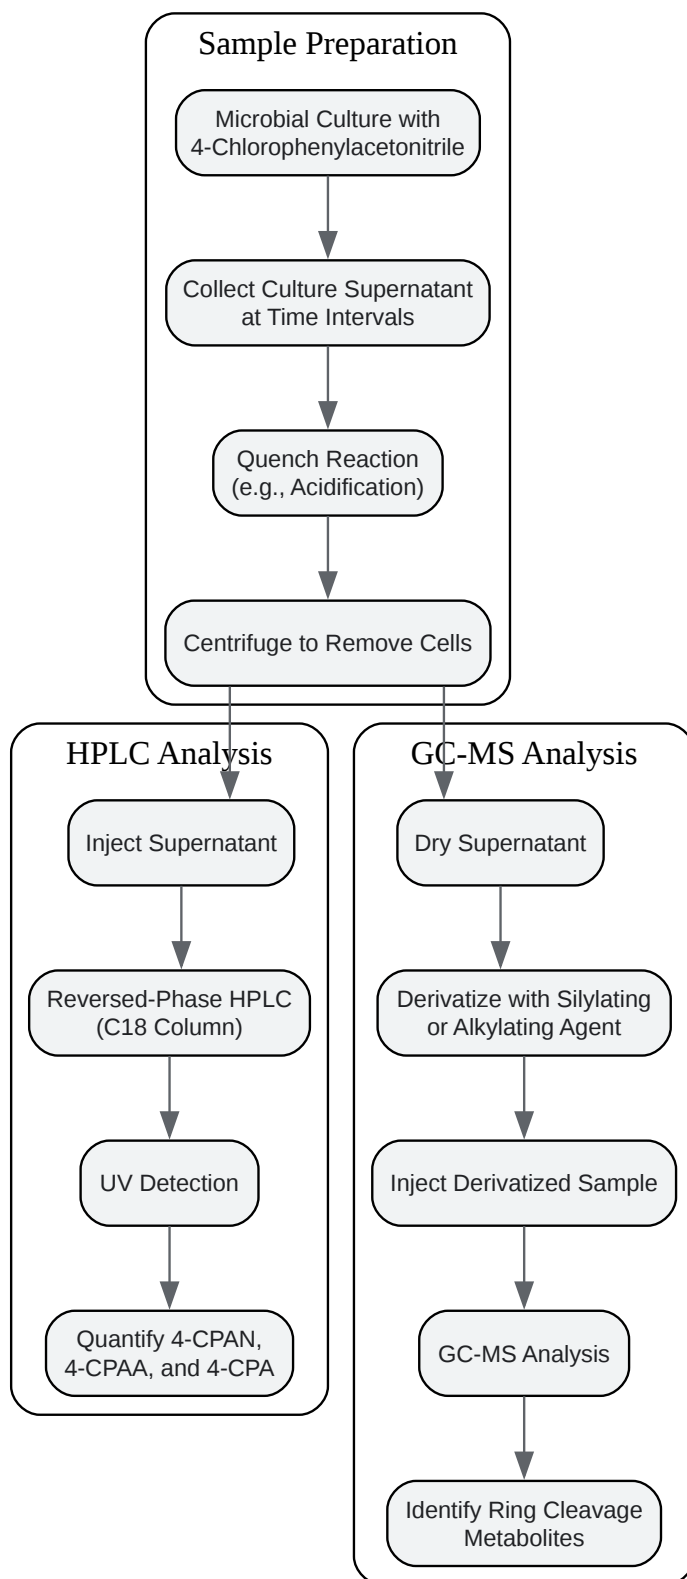 Sample Preparation
Microbial Culture with
4-Chlorophenylacetonitrile
Collect Culture Supernatant
at Time Intervals
Quench Reaction
(e.g., Acidification)
Centrifuge to Remove Cells
HPLC Analysis
Inject Supernatant
Reversed-Phase HPLC
(C18 Column)
UV Detection
Quantify 4-CPAN,
4-CPAA, and 4-CPA
GC-MS Analysis
Dry Supernatant
Derivatize with Silylating
or Alkylating Agent
Inject Derivatized Sample
GC-MS Analysis
Identify Ring Cleavage
Metabolites